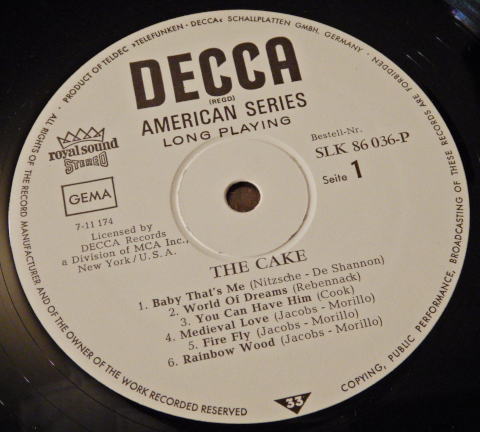 ALL RIGHTS OF THE RECORD MANUFACTURER AND OF THE OWNER OF THE WORK RECORDED RESERVED
· PRODUCT OF TELDEC »TELEFUNKEN - DECCA« SCHALLPLATTEN GMBH. GERMANY ·
COPYING, PUBLIC PERFORMANCE, BROADCASTING OF THESE RECORDS ARE FORBIDDEN
DECCA
(REGD)
AMERICAN SERIES
LONG PLAYING
royal sound
STEREO
GEMA
7-11 174
Licensed by
DECCA Records
a Division of MCA Inc.,
New York / U.S.A.
Bestell-Nr.
SLK 86 036-P
Seite 1
THE CAKE
1. Baby That's Me (Nitzsche - De Shannon)
2. World Of Dreams (Rebennack)
3. You Can Have Him (Cook)
4. Medieval Love (Jacobs - Morillo)
5. Fire Fly (Jacobs - Morillo)
6. Rainbow Wood (Jacobs - Morillo)
33